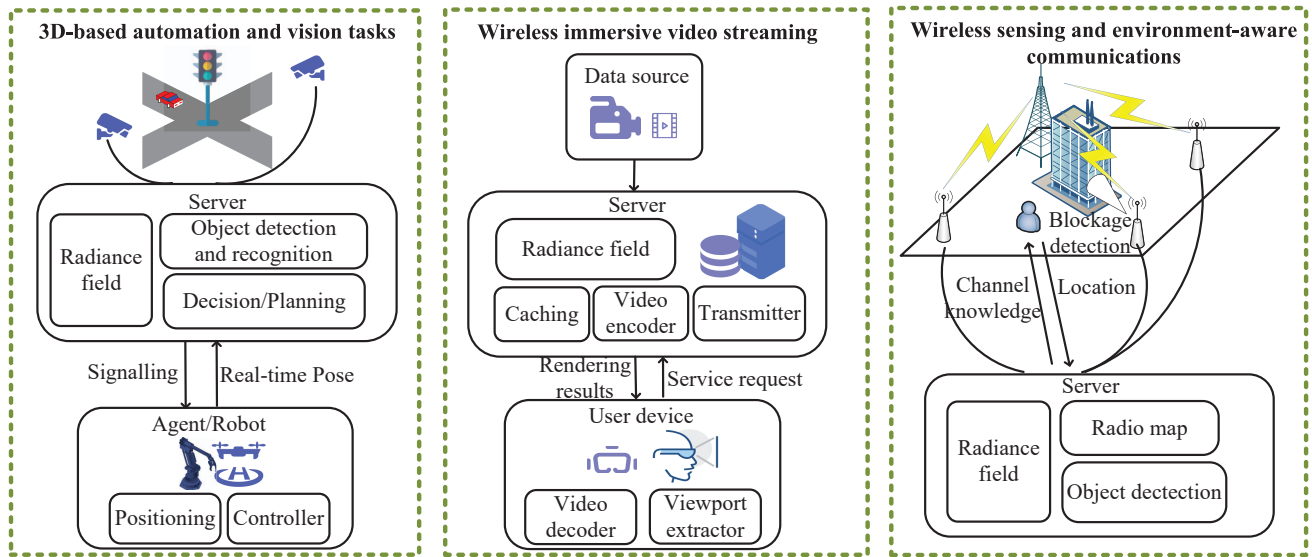 3D-based automation and vision tasks
Server
Radiance
field
Object detection
and recognition
Decision/Planning
Signalling
Real-time Pose
Agent/Robot
Positioning
Controller
Wireless immersive video streaming
Data source
Server
Radiance field
Caching
Video
encoder
Transmitter
Rendering
results
Service request
User device
Video
decoder
Viewport
extractor
Wireless sensing and environment-aware
communications
Blockage
detection
Channel
knowledge
Location
Server
Radiance
field
Radio map
Object dectection